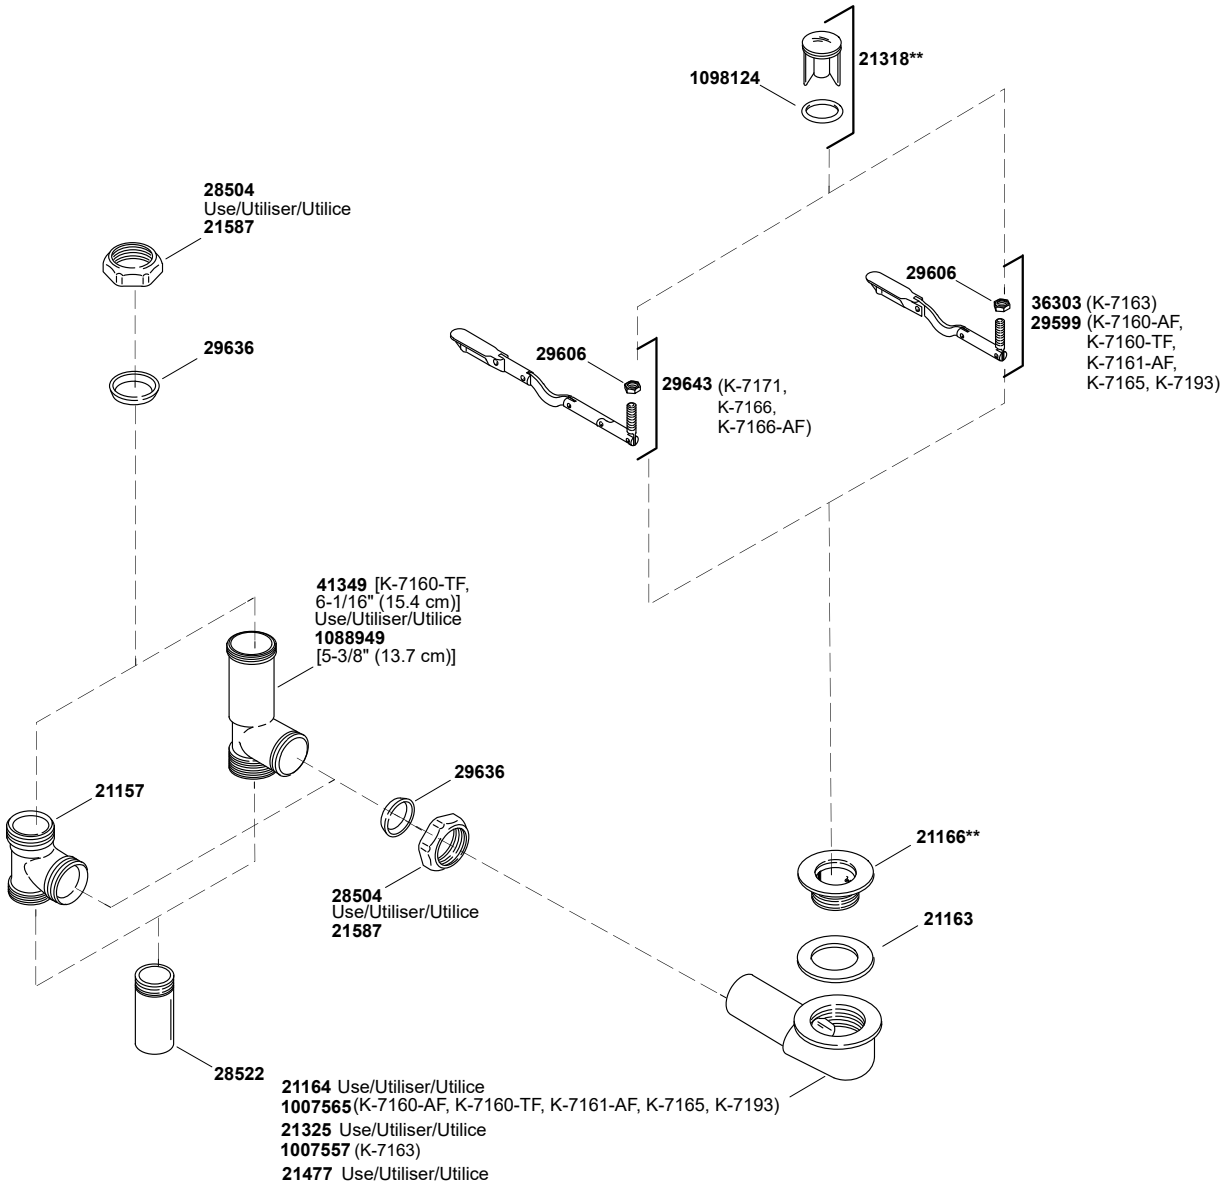 21318**
1098124
28504
Use/Utiliser/Utilice
21587
29606
36303 (K-7163)
29599 (K-7160-AF,
K-7160-TF,
K-7161-AF,
K-7165, K-7193)
29636
29606
29643 (K-7171,
K-7166,
K-7166-AF)
41349 [K-7160-TF,
6-1/16" (15.4 cm)]
Use/Utiliser/Utilice
1088949
[5-3/8" (13.7 cm)]
29636
21157
21166**
28504
Use/Utiliser/Utilice
21587
21163
28522
21164 Use/Utiliser/Utilice
1007565 (K-7160-AF, K-7160-TF, K-7161-AF, K-7165, K-7193)
21325 Use/Utiliser/Utilice
1007557 (K-7163)
21477 Use/Utiliser/Utilice